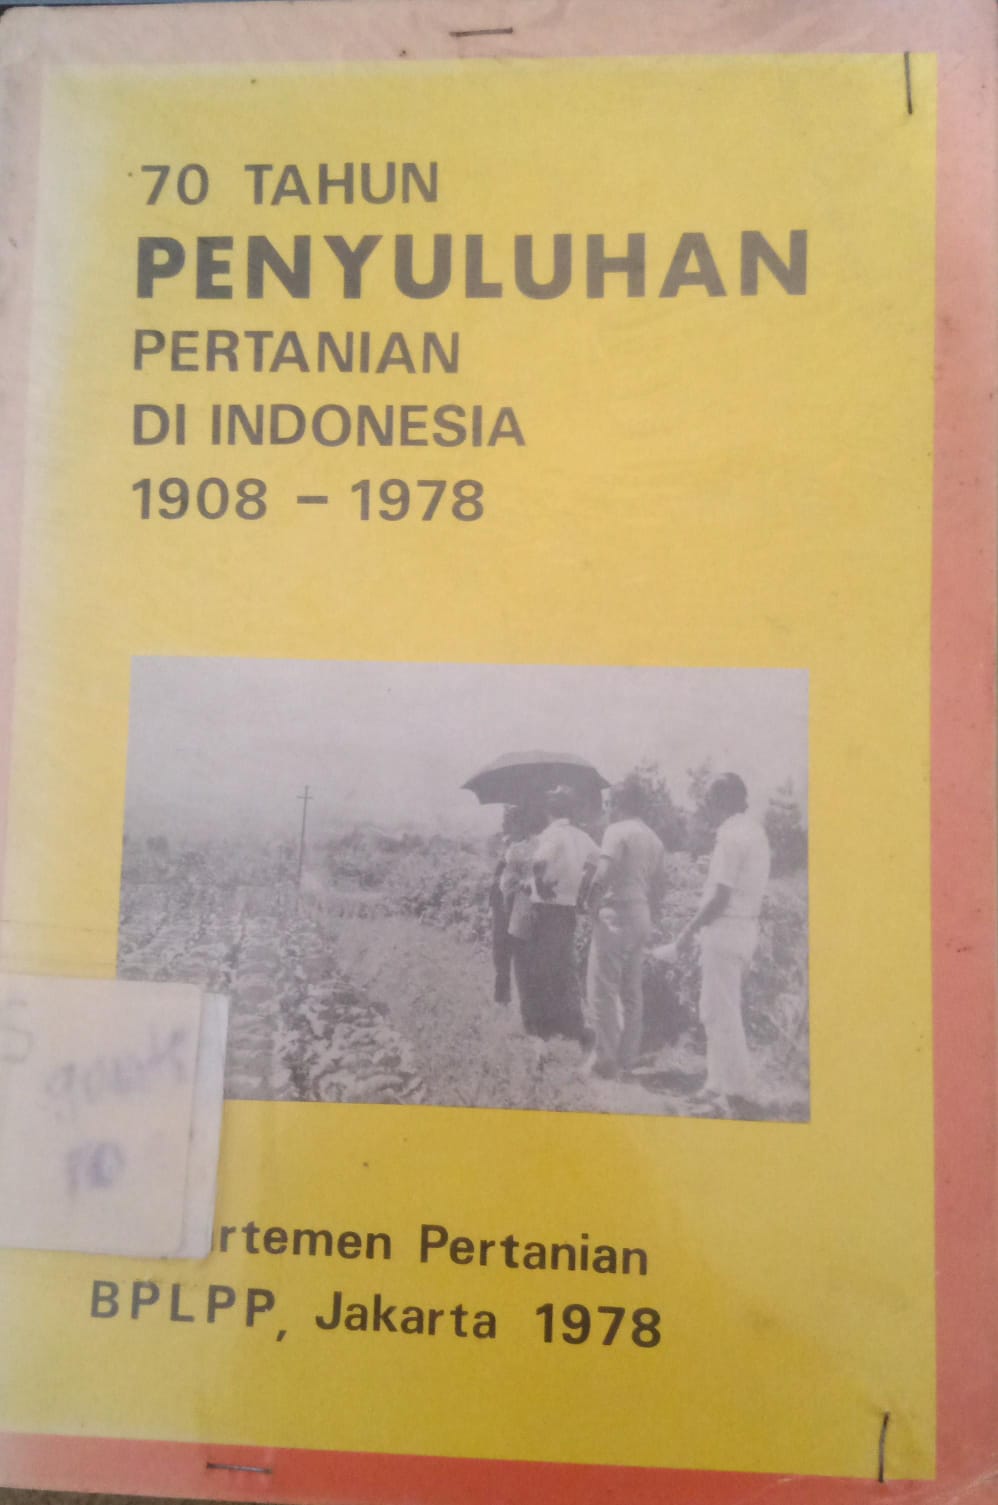 70 TAHUN
PENYULUHAN
PERTANIAN
DI INDONESIA
1908 – 1978
rtemen Pertanian
BPLPP, Jakarta 1978